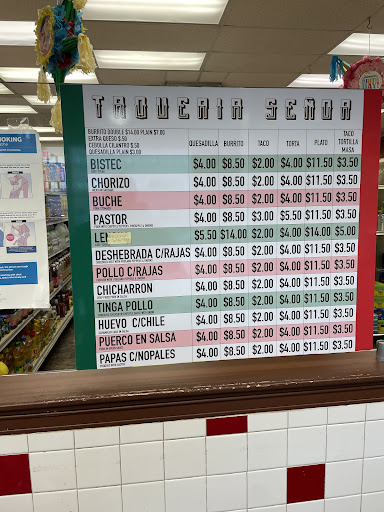 TAQUERIA SEÑOR
BURRITO DOUBLE $14.00 PLAIN $7.00
EXTRA QUESO $.50
CEBOLLA CILANTRO $.50
QUESADILLA PLAIN $3.00
QUESADILLA BURRITO TACO TORTA PLATO TACO TORTILLA MASA
BISTEC $4.00 $8.50 $2.00 $4.00 $11.50 $3.50
CHORIZO $4.00 $8.50 $2.00 $4.00 $11.50 $3.50
BUCHE $4.00 $8.50 $2.00 $4.00 $11.50 $3.50
PASTOR $4.00 $8.50 $3.00 $5.50 $11.50 $3.50
LEN $5.50 $14.00 $2.00 $4.00 $14.00 $5.00
DESHEBRADA C/RAJAS $4.00 $8.50 $2.00 $4.00 $11.50 $3.50
POLLO C/RAJAS $4.00 $8.50 $2.00 $4.00 $11.50 $3.50
CHICHARRON $4.00 $8.50 $2.00 $4.00 $11.50 $3.50
TINGA POLLO $4.00 $8.50 $2.00 $4.00 $11.50 $3.50
HUEVO C/CHILE $4.00 $8.50 $2.00 $4.00 $11.50 $3.50
PUERCO EN SALSA $4.00 $8.50 $2.00 $4.00 $11.50 $3.50
PAPAS C/NOPALES $4.00 $8.50 $2.00 $4.00 $11.50 $3.50